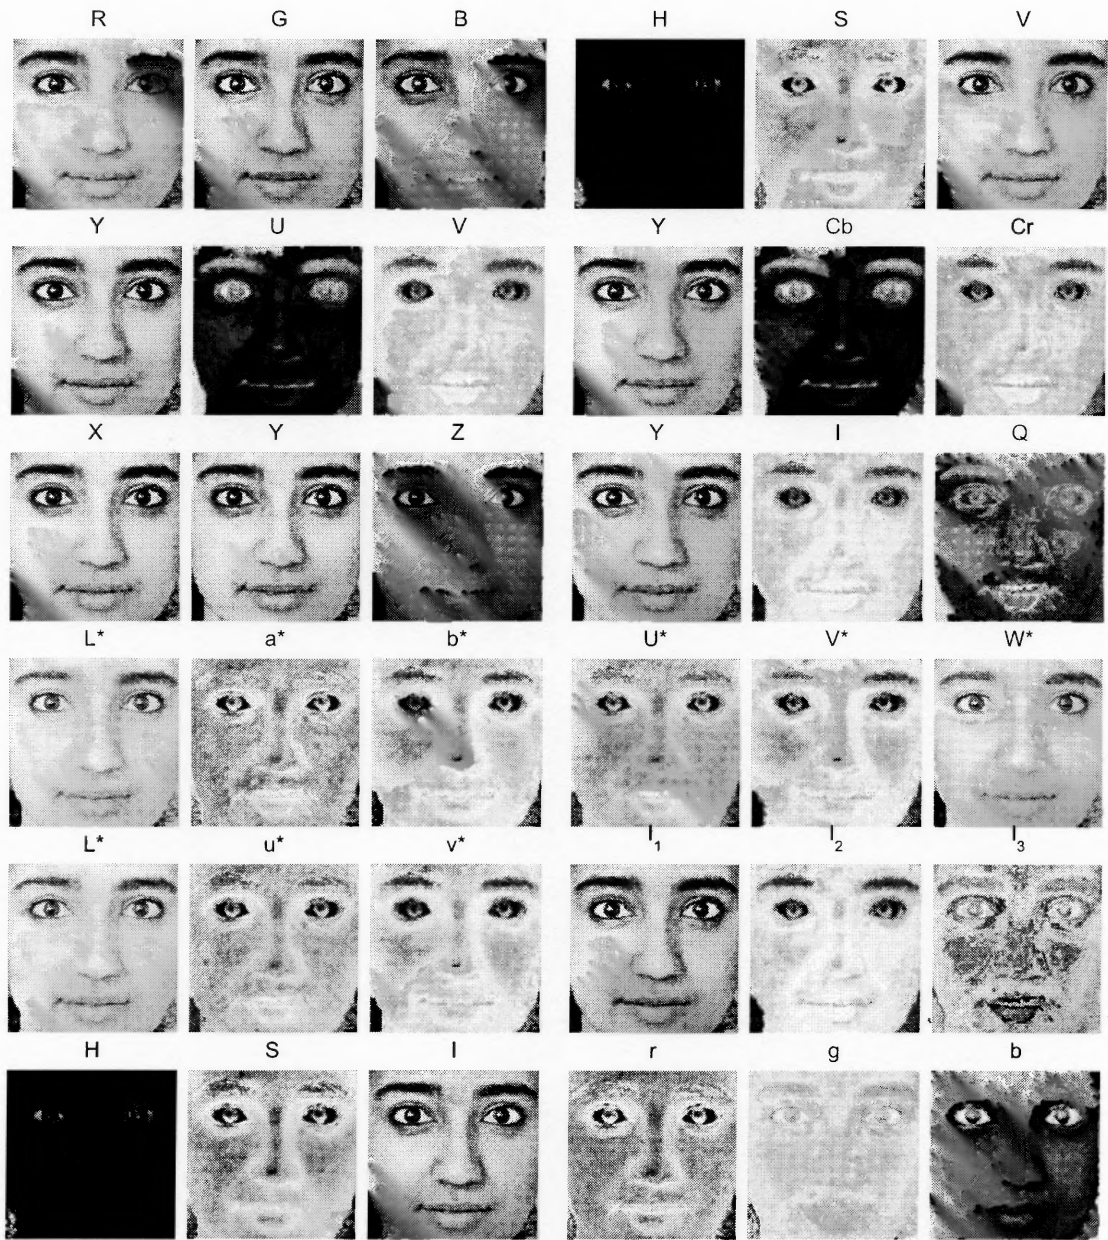 R G B H S V
Y U V Y Cb Cr
X Y Z Y I Q
L* a* b* U* V* W*
L* u* v* I1 I2 I3
H S I r g b